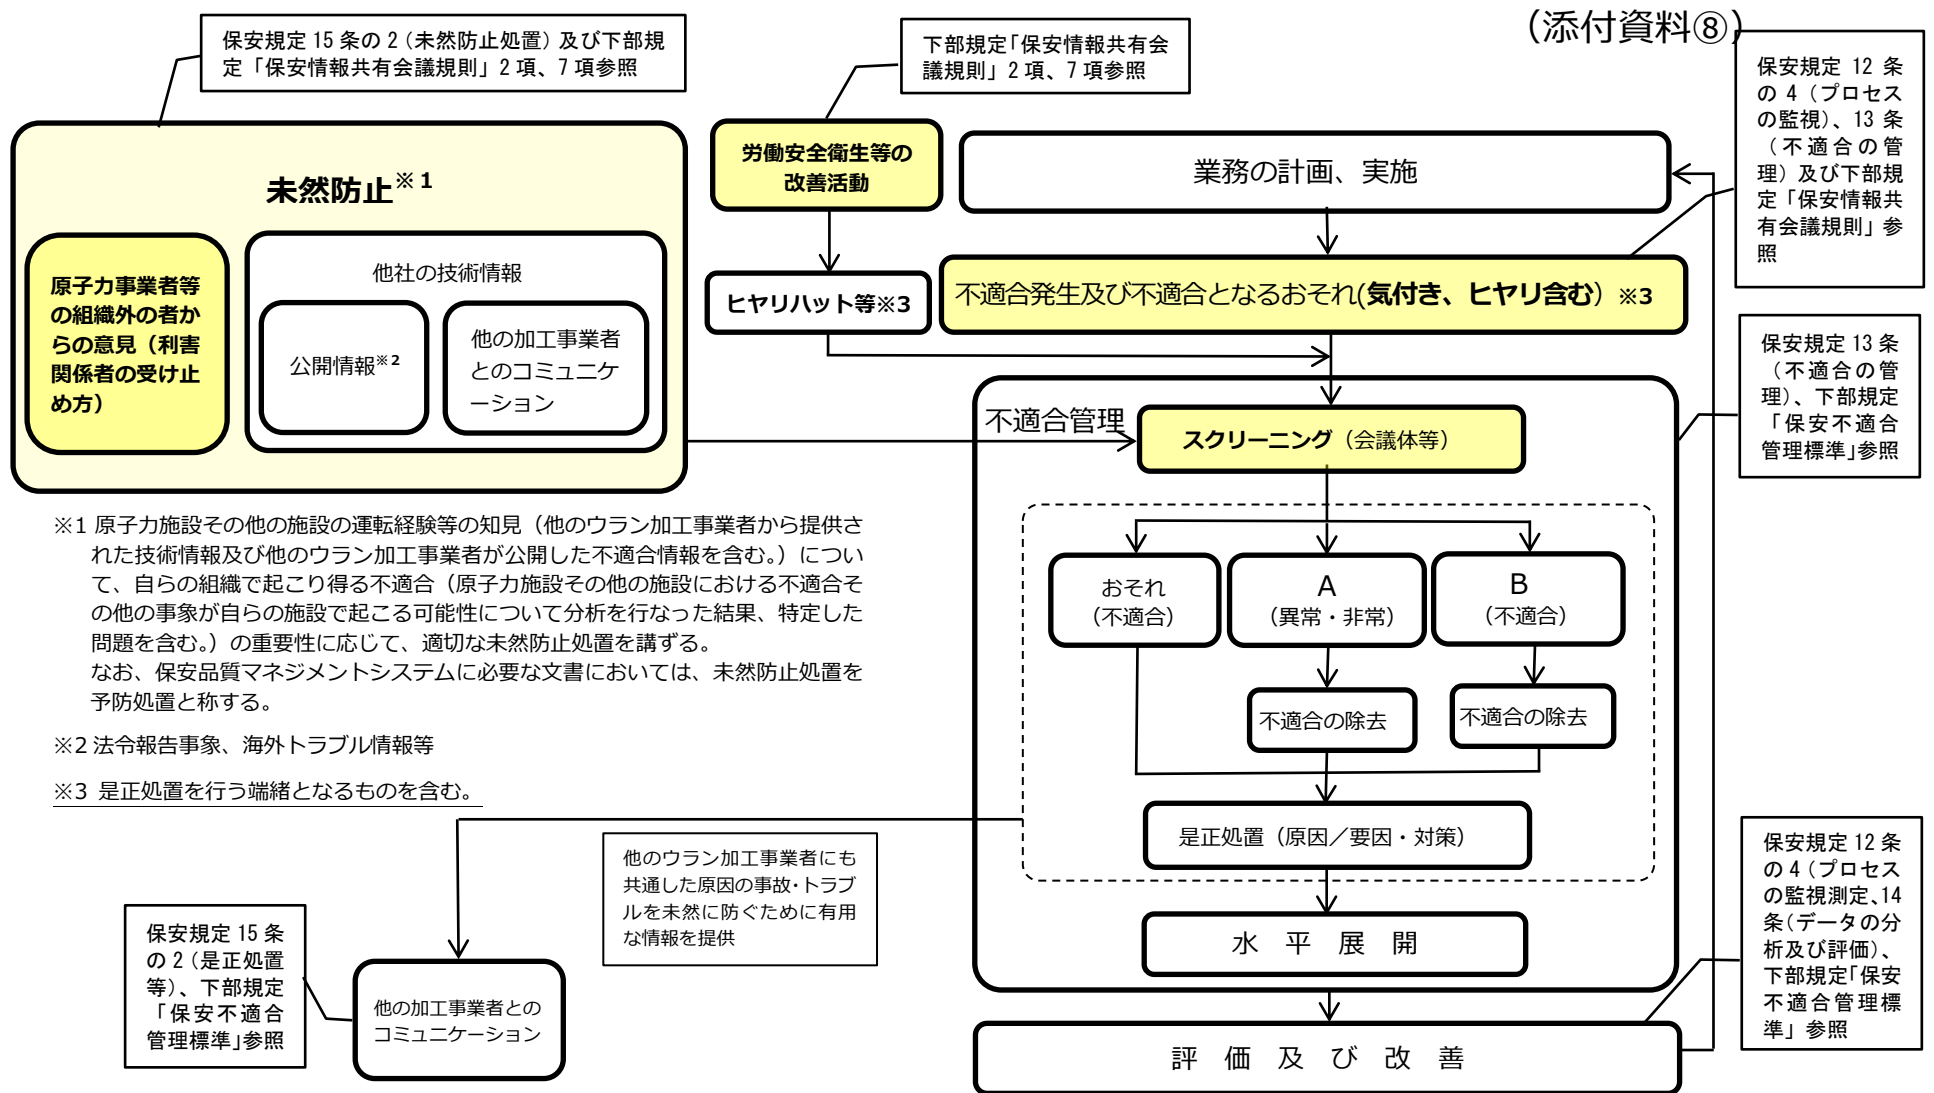 （添付資料⑧）
保安規定 15 条の 2（未然防止処置）及び下部規
定「保安情報共有会議規則」2 項、7 項参照
下部規定「保安情報共有会
議規則」2 項、7 項参照
保安規定 12 条
の 4（プロセス
の監視）、13 条
（不適合の管
理）及び下部規
定「保安情報共
有会議規則」参
照
未然防止※1
原子力事業者等
の組織外の者か
らの意見（利害
関係者の受け止
め方）
他社の技術情報
公開情報※2
他の加工事業者
とのコミュニケ
ーション
労働安全衛生等の
改善活動
ヒヤリハット等※3
業務の計画、実施
不適合発生及び不適合となるおそれ(気付き、ヒヤリ含む）※3
保安規定 13 条
（不適合の管
理）、下部規定
「保安不適合
管理標準」参照
不適合管理
スクリーニング（会議体等）
おそれ
（不適合）
A
（異常・非常）
B
（不適合）
不適合の除去
不適合の除去
是正処置（原因／要因・対策）
水 平 展 開
評 価 及 び 改 善
※1 原子力施設その他の施設の運転経験等の知見（他のウラン加工事業者から提供さ
れた技術情報及び他のウラン加工事業者が公開した不適合情報を含む。）につい
て、自らの組織で起こり得る不適合（原子力施設その他の施設における不適合そ
の他の事象が自らの施設で起こる可能性について分析を行なった結果、特定した
問題を含む。）の重要性に応じて、適切な未然防止処置を講ずる。
なお、保安品質マネジメントシステムに必要な文書においては、未然防止処置を
予防処置と称する。
※2 法令報告事象、海外トラブル情報等
※3 是正処置を行う端緒となるものを含む。
他のウラン加工事業者にも
共通した原因の事故・トラブ
ルを未然に防ぐために有用
な情報を提供
保安規定 15 条
の 2（是正処置
等）、下部規定
「保安不適合
管理標準」参照
他の加工事業者との
コミュニケーション
保安規定 12 条
の 4（プロセス
の監視測定、14
条（データの分
析及び評価）、
下部規定「保安
不適合管理標
準」参照